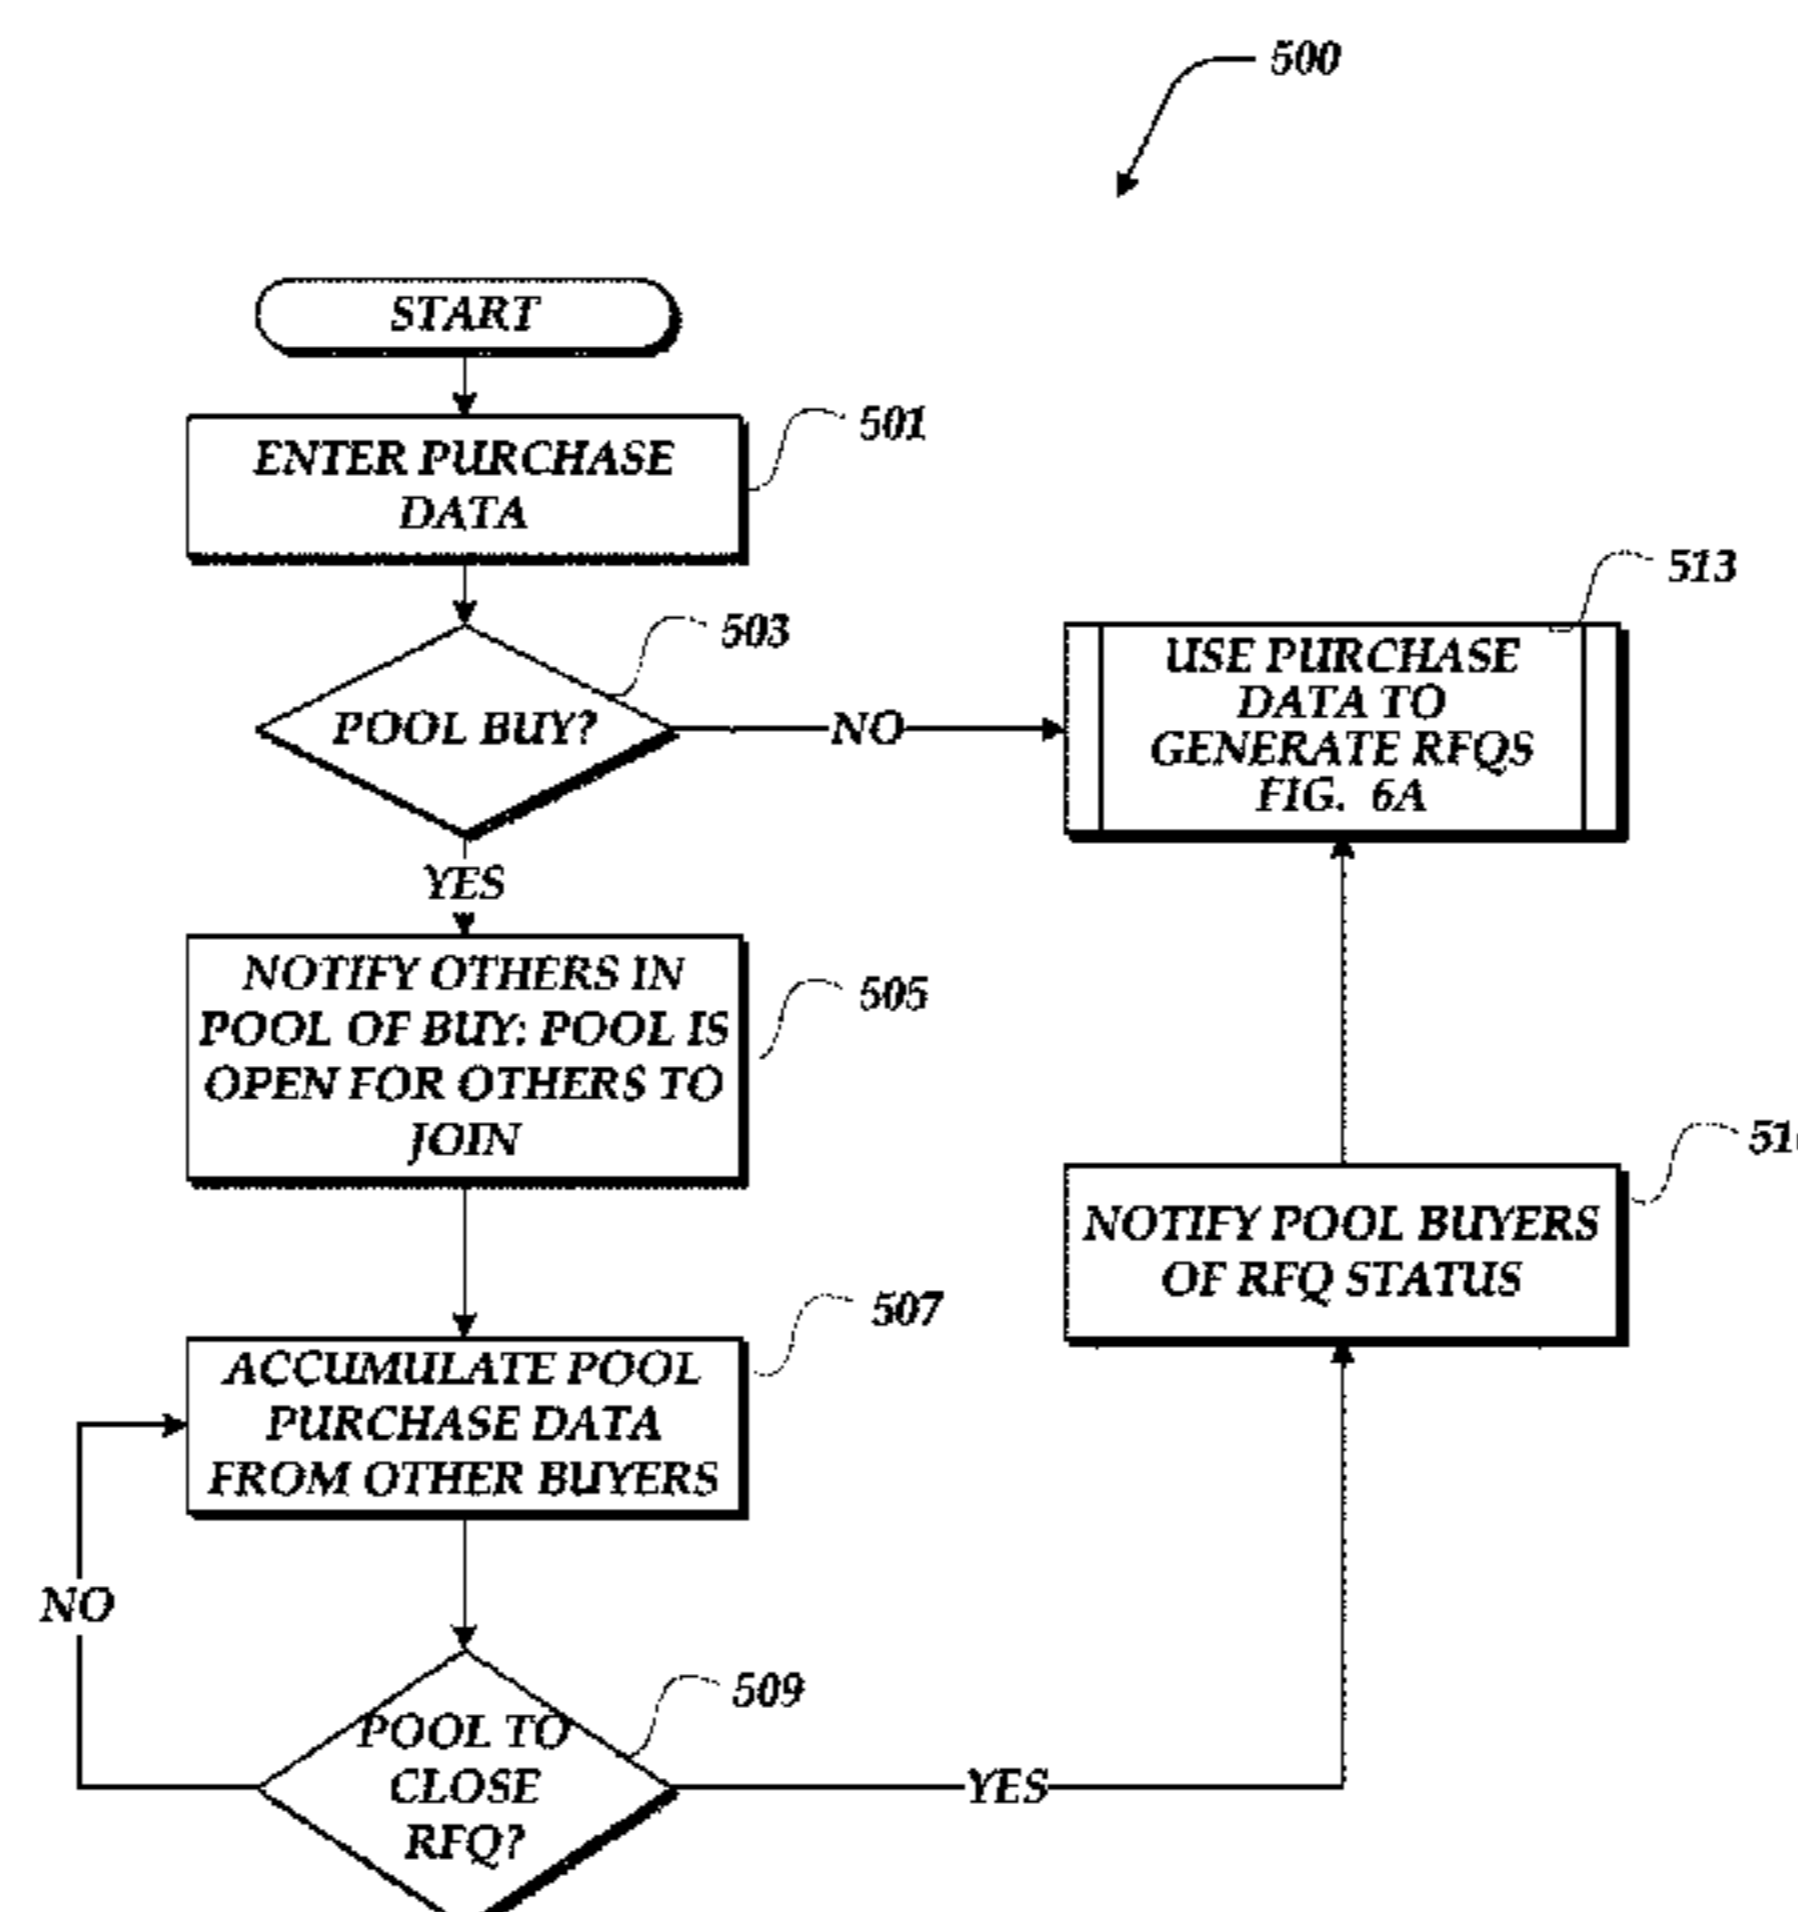 500
START
ENTER PURCHASE
DATA
501
POOL BUY?
503
NO
USE PURCHASE
DATA TO
GENERATE RFQS
FIG. 6A
513
YES
NOTIFY OTHERS IN
POOL OF BUY: POOL IS
OPEN FOR OTHERS TO
JOIN
505
NOTIFY POOL BUYERS
OF RFQ STATUS
ACCUMULATE POOL
PURCHASE DATA
FROM OTHER BUYERS
507
NO
POOL TO
CLOSE
RFQ?
509
YES